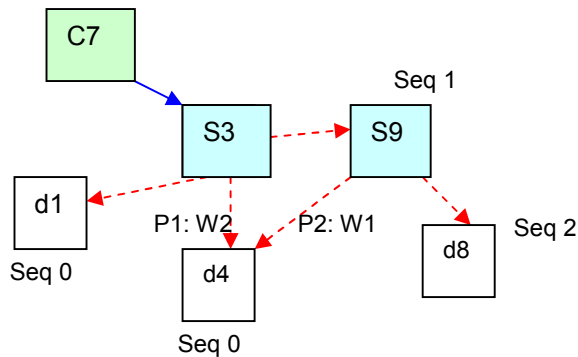 C7
Seq 1
S3
S9
d1
P1: W2
P2: W1
Seq 2
d8
Seq 0
d4
Seq 0